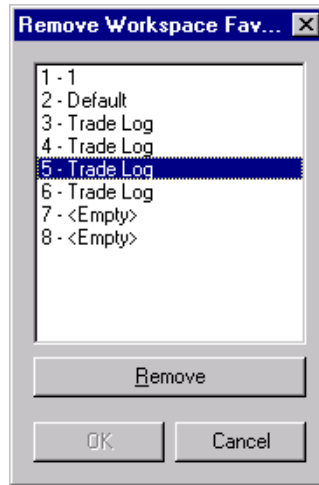 Remove Workspace Fav...
1 - 1
2 - Default
3 - Trade Log
4 - Trade Log
5 - Trade Log
6 - Trade Log
7 - <Empty>
8 - <Empty>
Remove
OK
Cancel